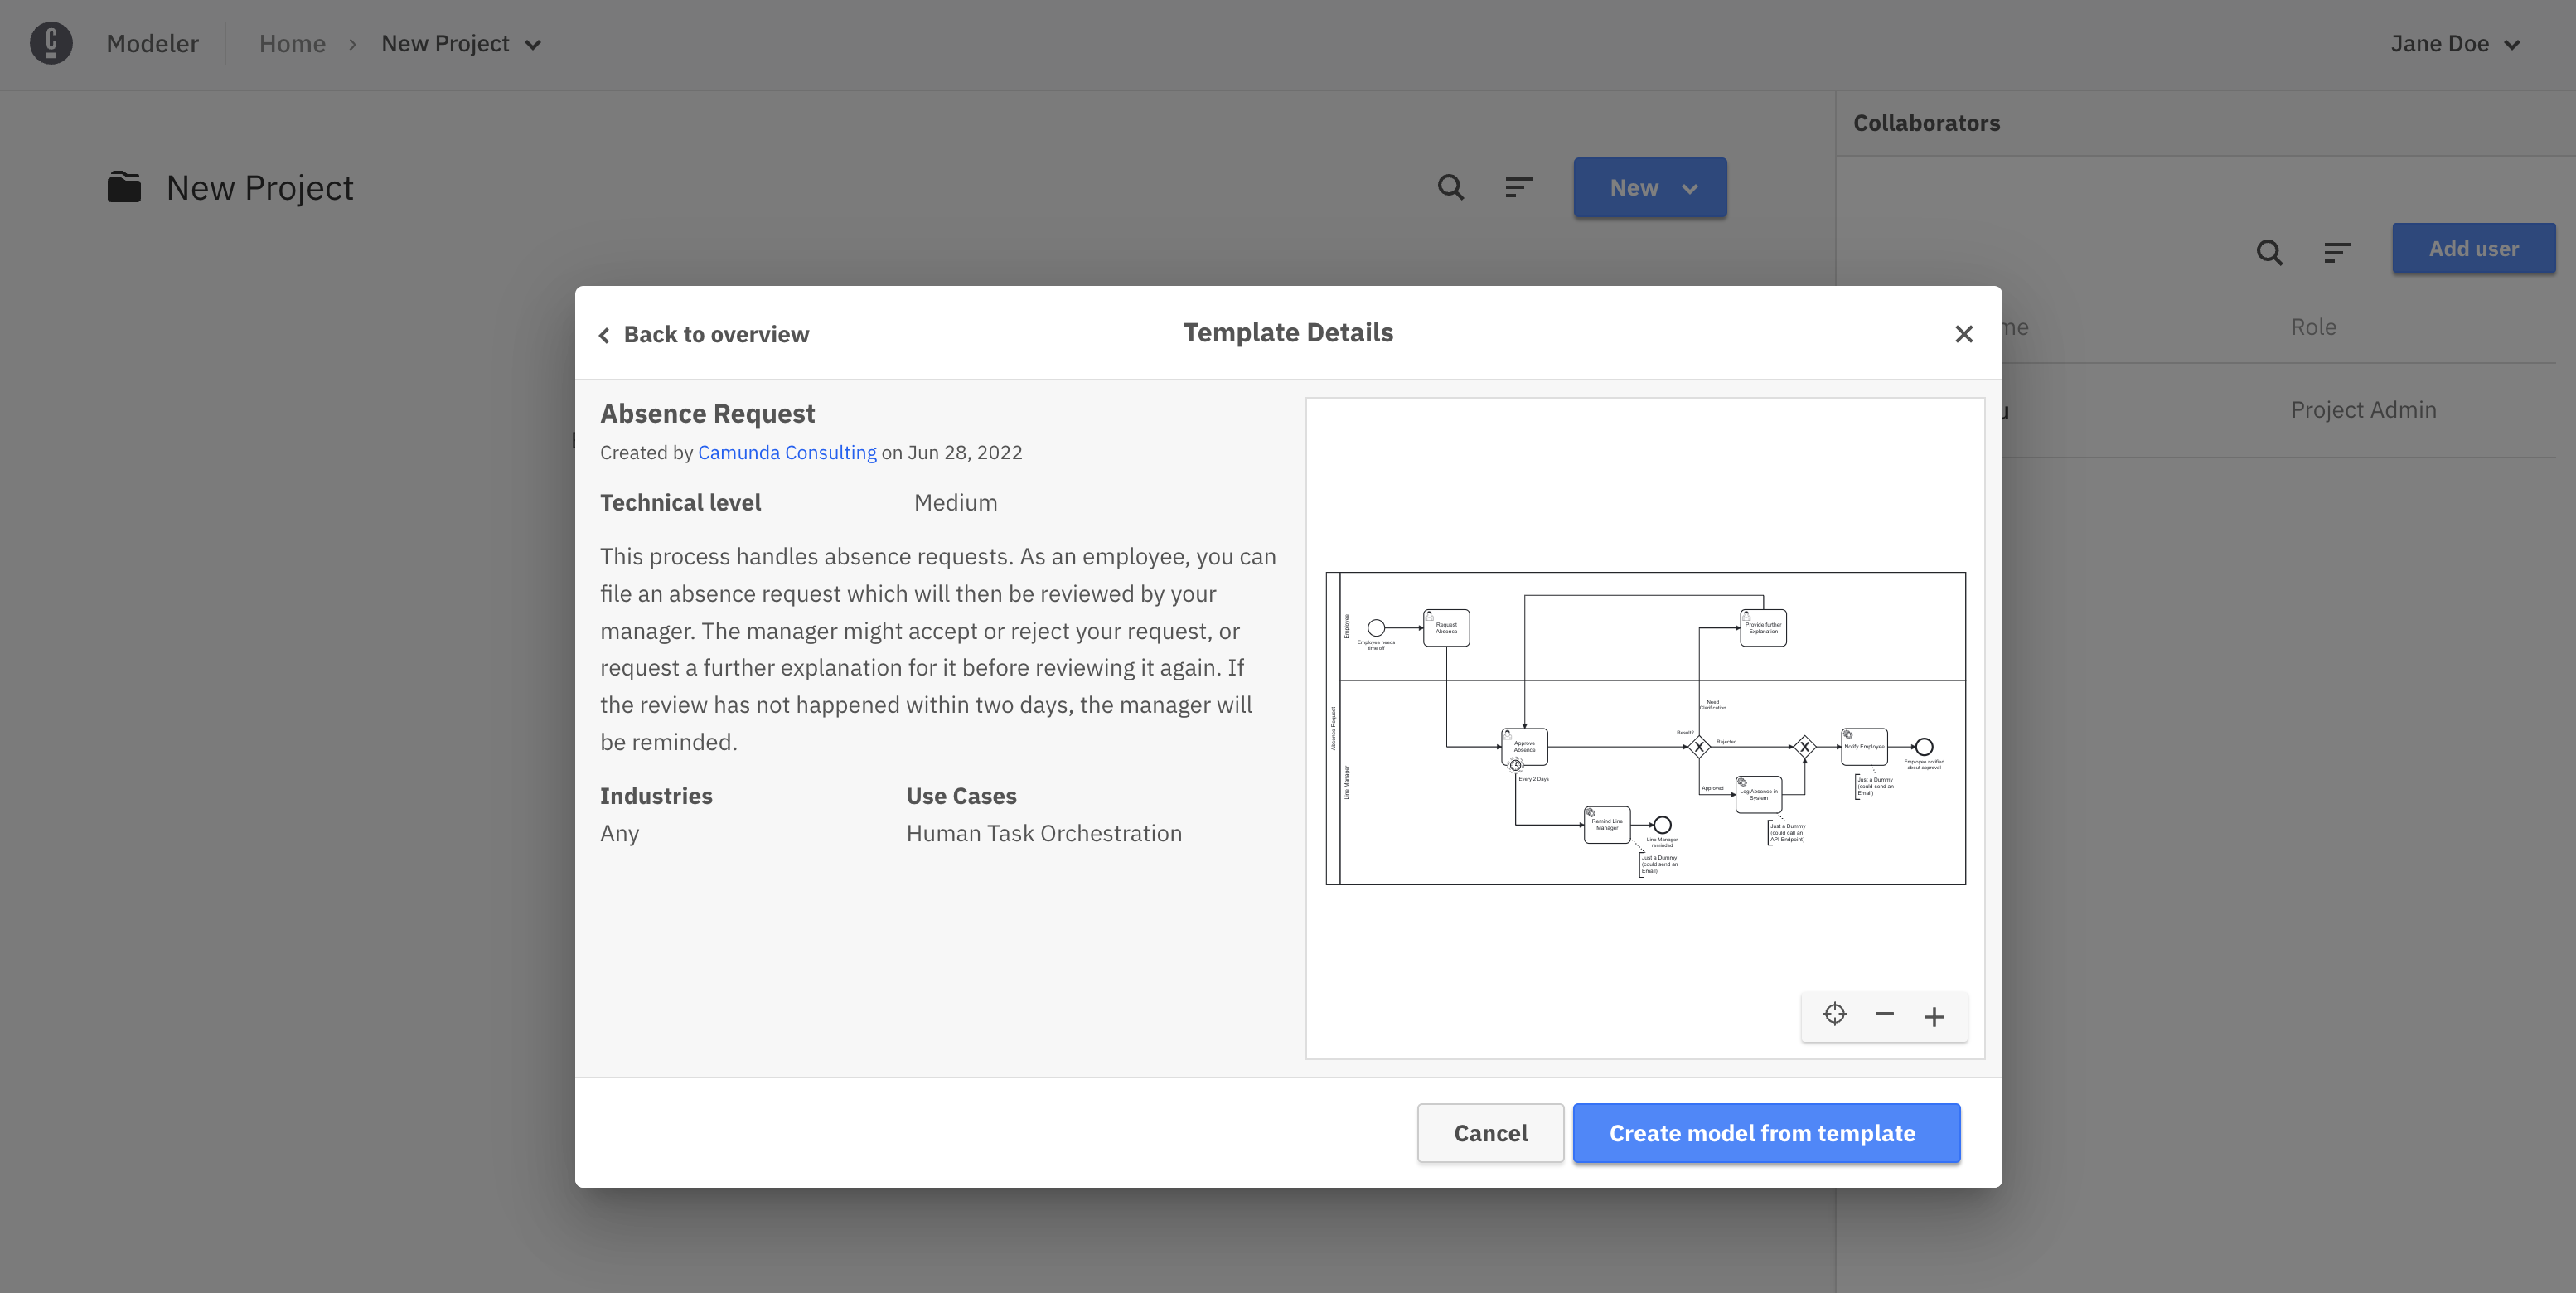 Modeler
Home
New Project
Jane Doe
New Project
New
Collaborators
Add user
Role
Project Admin
Back to overview
Template Details
Absence Request
Created by Camunda Consulting on Jun 28, 2022
Technical level
Medium
This process handles absence requests. As an employee, you can
file an absence request which will then be reviewed by your
manager. The manager might accept or reject your request, or
request a further explanation for it before reviewing it again. If
the review has not happened within two days, the manager will
be reminded.
Industries
Use Cases
Any
Human Task Orchestration
Absence Request
Employee
Employee needs
time off
Request
Absence
Provide further
Explanation
Line Manager
Need
Clarification
Approve
Absence
Every 2 Days
Result?
Rejected
Approved
Notify Employee
Employee notified
about approval
Just a Dummy
(could send an
Email)
Log Absence in
System
Just a Dummy
(could call an
API Endpoint)
Remind Line
Manager
Line Manager
reminded
Just a Dummy
(could send an
Email)
Cancel
Create model from template